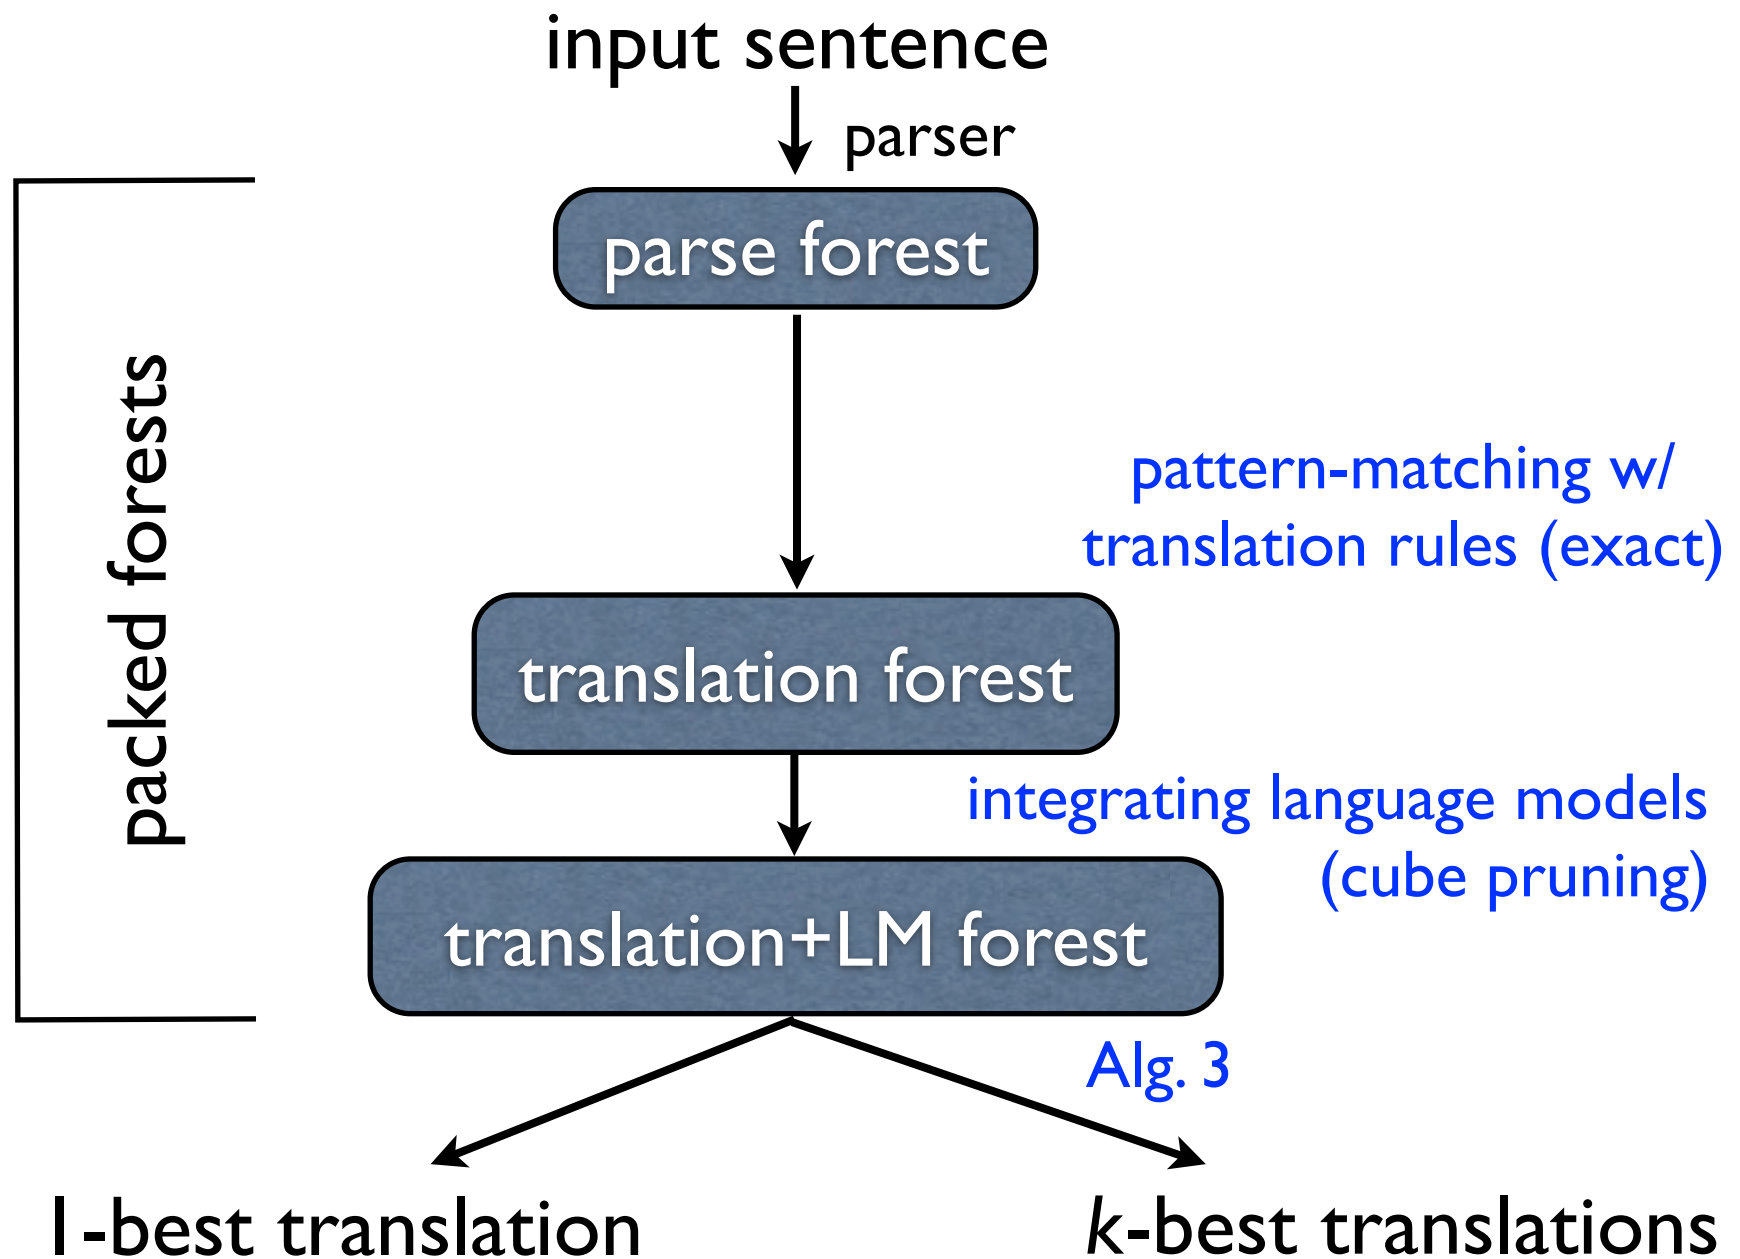 input sentence
parser
parse forest
packed forests
pattern-matching w/
translation rules (exact)
translation forest
integrating language models
(cube pruning)
translation+LM forest
Alg. 3
1-best translation
k-best translations